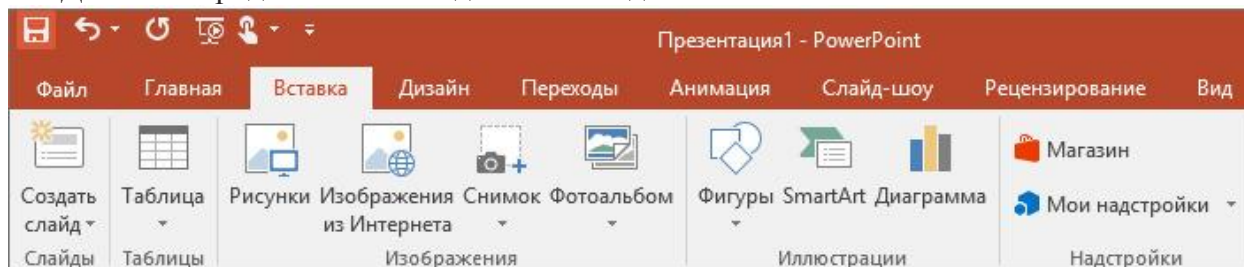 Презентация1 - PowerPoint
Файл Главная Вставка Дизайн Переходы Анимация Слайд-шоу Рецензирование Вид
Создать слайд
Таблица
Рисунки
Изображения из Интернета
Снимок
Фотоальбом
Фигуры
SmartArt
Диаграмма
Магазин
Мои надстройки
Слайды Таблицы Изображения Иллюстрации Надстройки